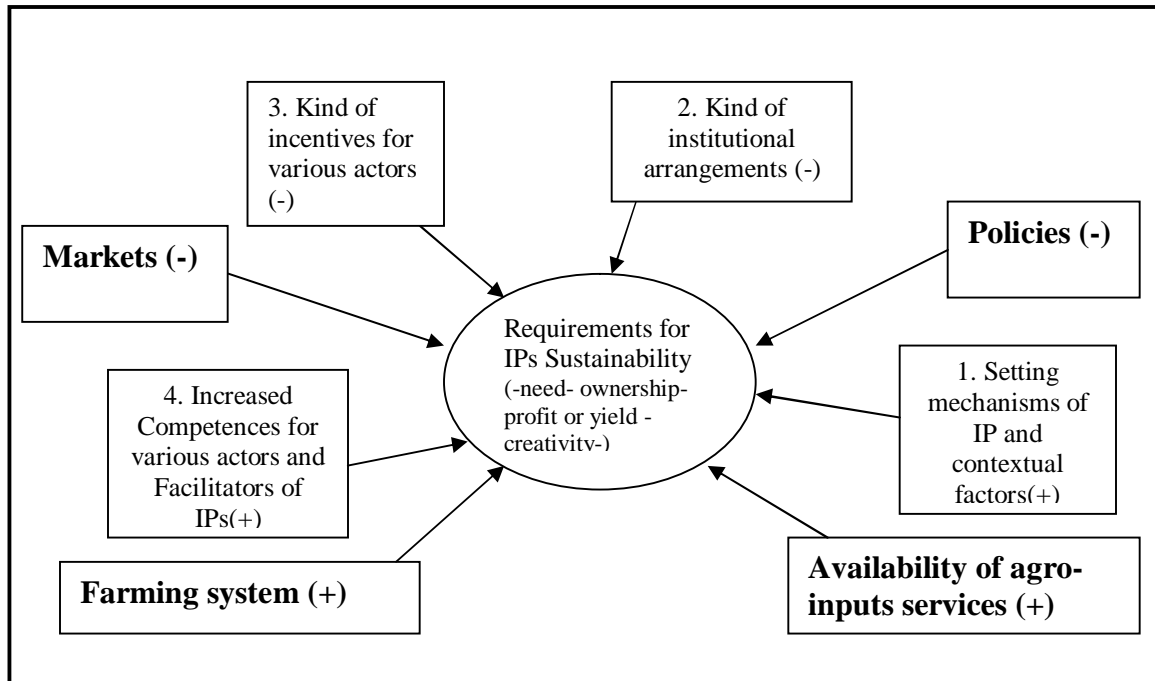 3. Kind of
incentives for
various actors
(-)
2. Kind of
institutional
arrangements (-)
Markets (-)
Policies (-)
Requirements for
IPs Sustainability
(-need- ownership-
profit or yield -
creativity-)
4. Increased
Competences for
various actors and
Facilitators of
IPs(+)
1. Setting
mechanisms of
IP and
contextual
factors(+)
Farming system (+)
Availability of agro-
inputs services (+)